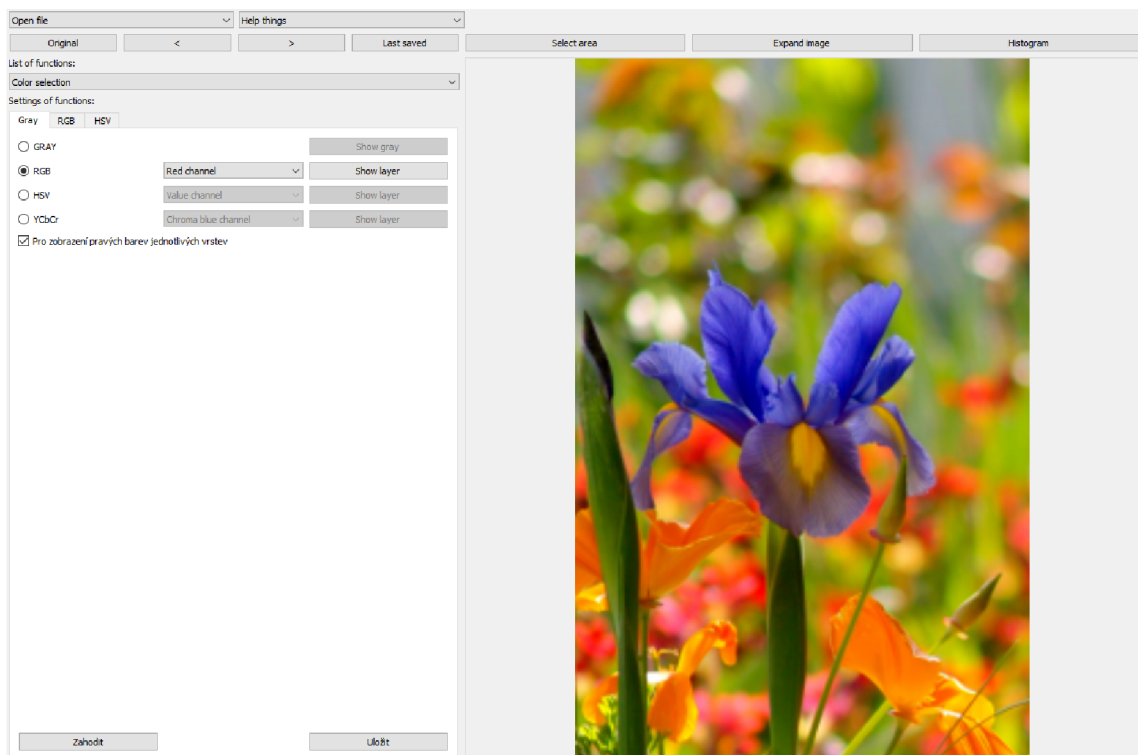 Open file Help things
Original < > Last saved Select area Expand image Histogram
List of functions:
Color selection
Settings of functions:
Gray RGB HSV
GRAY Show gray
RGB Red channel Show layer
HSV Value channel Show layer
YCbCr Chroma blue channel Show layer
Pro zobrazení pravých barev jednotlivých vrstev
Zahodit Uložit